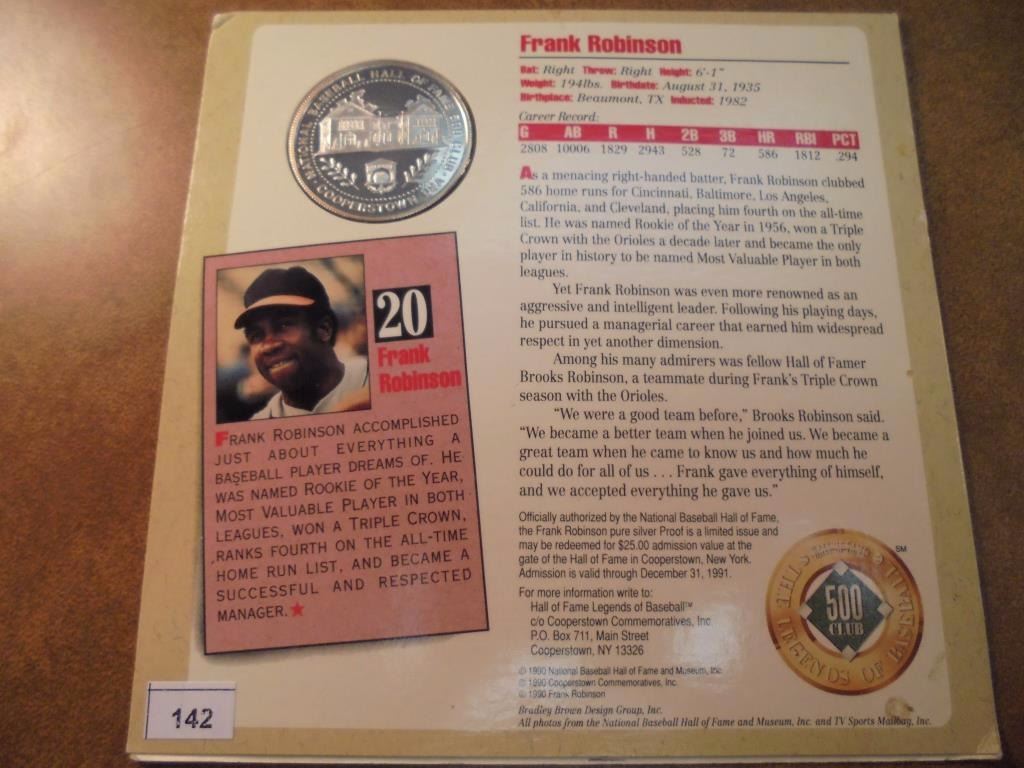 NATIONAL BASEBALL HALL OF FAME
COOPERSTOWN
20
Frank
Robinson
FRANK ROBINSON ACCOMPLISHED
JUST ABOUT EVERYTHING A
BASEBALL PLAYER DREAMS OF. HE
WAS NAMED ROOKIE OF THE YEAR,
MOST VALUABLE PLAYER IN BOTH
LEAGUES, WON A TRIPLE CROWN,
RANKS FOURTH ON THE ALL-TIME
HOME RUN LIST, AND BECAME A
SUCCESSFUL AND RESPECTED
MANAGER.
142
Frank Robinson
Bat: Right Throw: Right Height: 6'-1"
Weight: 194lbs. Birthdate: August 31, 1935
Birthplace: Beaumont, TX Inducted: 1982
Career Record:
G AB R H 2B 3B HR RBI PCT
2808 10006 1829 2943 528 72 586 1812 .294
As a menacing right-handed batter, Frank Robinson clubbed
586 home runs for Cincinnati, Baltimore, Los Angeles,
California, and Cleveland, placing him fourth on the all-time
list. He was named Rookie of the Year in 1956, won a Triple
Crown with the Orioles a decade later and became the only
player in history to be named Most Valuable Player in both
leagues.
Yet Frank Robinson was even more renowned as an
aggressive and intelligent leader. Following his playing days,
he pursued a managerial career that earned him widespread
respect in yet another dimension.
Among his many admirers was fellow Hall of Famer
Brooks Robinson, a teammate during Frank's Triple Crown
season with the Orioles.
"We were a good team before," Brooks Robinson said.
"We became a better team when he joined us. We became a
great team when he came to know us and how much he
could do for all of us . . . Frank gave everything of himself,
and we accepted everything he gave us."
Officially authorized by the National Baseball Hall of Fame,
the Frank Robinson pure silver Proof is a limited issue and
may be redeemed for $25.00 admission value at the
gate of the Hall of Fame in Cooperstown, New York.
Admission is valid through December 31, 1991.
For more information write to:
Hall of Fame Legends of Baseball™
c/o Cooperstown Commemoratives, Inc.
P.O. Box 711, Main Street
Cooperstown, NY 13326
© 1990 National Baseball Hall of Fame and Museum, Inc.
© 1990 Cooperstown Commemoratives, Inc.
© 1990 Frank Robinson
Bradley Brown Design Group, Inc.
All photos from the National Baseball Hall of Fame and Museum, Inc. and TV Sports Mailbag, Inc.
THE LEGENDS OF BASEBALL
500
CLUB
SM